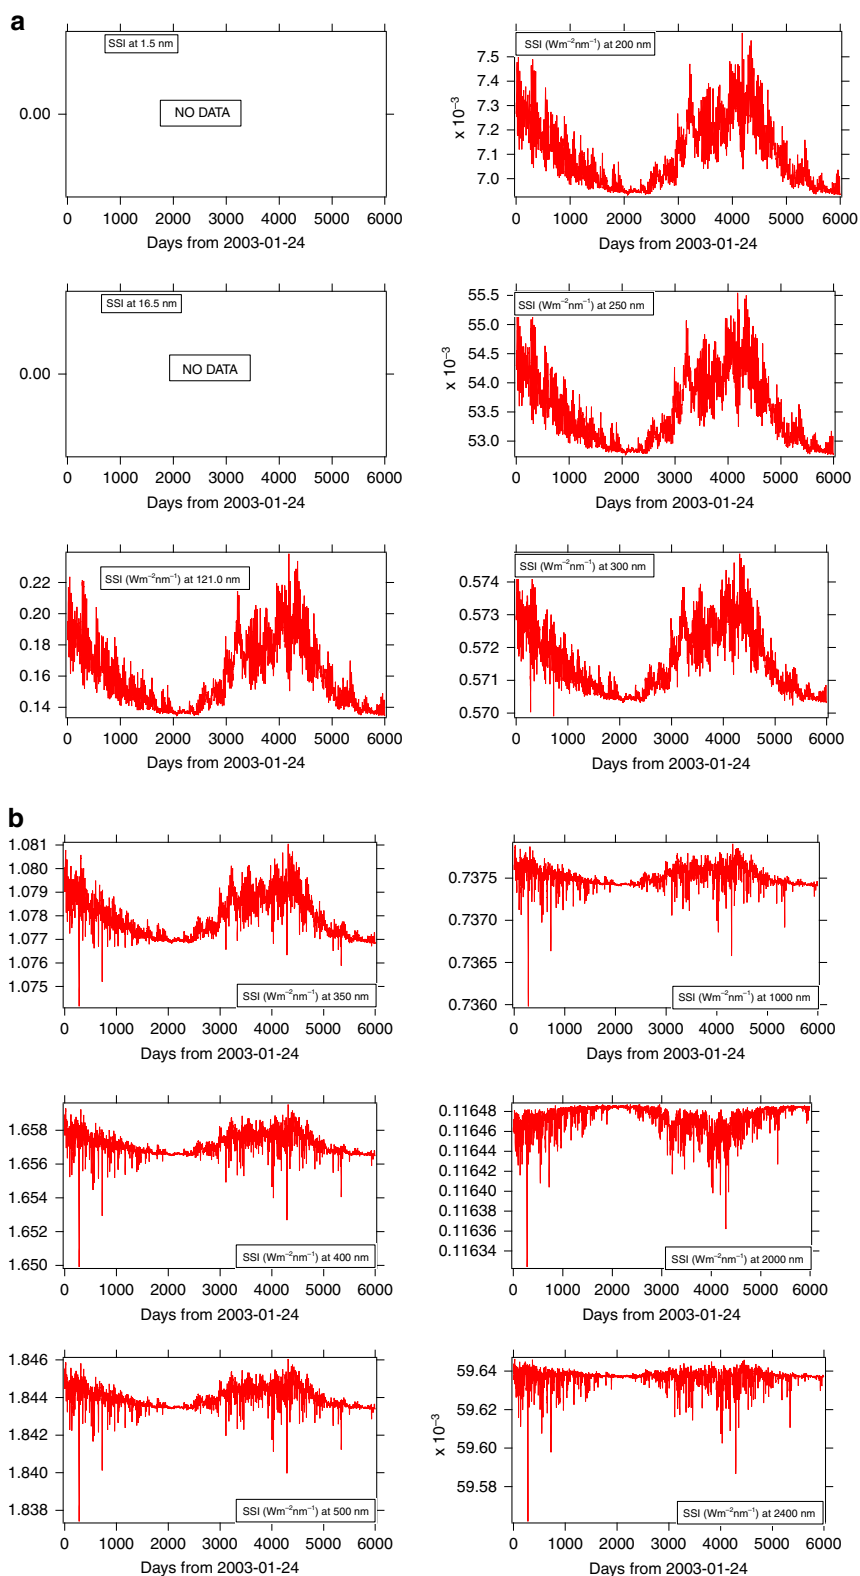 a
SSI at 1.5 nm
NO DATA
0.00
0 1000 2000 3000 4000 5000 6000
Days from 2003-01-24
SSI (Wm⁻²nm⁻¹) at 200 nm
x 10⁻³
7.5
7.4
7.3
7.2
7.1
7.0
0 1000 2000 3000 4000 5000 6000
Days from 2003-01-24
SSI at 16.5 nm
NO DATA
0.00
0 1000 2000 3000 4000 5000 6000
Days from 2003-01-24
SSI (Wm⁻²nm⁻¹) at 250 nm
x 10⁻³
55.5
55.0
54.5
54.0
53.5
53.0
0 1000 2000 3000 4000 5000 6000
Days from 2003-01-24
SSI (Wm⁻²nm⁻¹) at 121.0 nm
0.22
0.20
0.18
0.16
0.14
0 1000 2000 3000 4000 5000 6000
Days from 2003-01-24
SSI (Wm⁻²nm⁻¹) at 300 nm
0.574
0.573
0.572
0.571
0.570
0 1000 2000 3000 4000 5000 6000
Days from 2003-01-24
b
1.081
1.080
1.079
1.078
1.077
1.076
1.075
SSI (Wm⁻²nm⁻¹) at 350 nm
0 1000 2000 3000 4000 5000 6000
Days from 2003-01-24
0.7375
0.7370
0.7365
0.7360
SSI (Wm⁻²nm⁻¹) at 1000 nm
0 1000 2000 3000 4000 5000 6000
Days from 2003-01-24
1.658
1.656
1.654
1.652
1.650
SSI (Wm⁻²nm⁻¹) at 400 nm
0 1000 2000 3000 4000 5000 6000
Days from 2003-01-24
0.11648
0.11646
0.11644
0.11642
0.11640
0.11638
0.11636
0.11634
SSI (Wm⁻²nm⁻¹) at 2000 nm
0 1000 2000 3000 4000 5000 6000
Days from 2003-01-24
1.846
1.844
1.842
1.840
1.838
SSI (Wm⁻²nm⁻¹) at 500 nm
0 1000 2000 3000 4000 5000 6000
Days from 2003-01-24
x 10⁻³
59.64
59.62
59.60
59.58
SSI (Wm⁻²nm⁻¹) at 2400 nm
0 1000 2000 3000 4000 5000 6000
Days from 2003-01-24